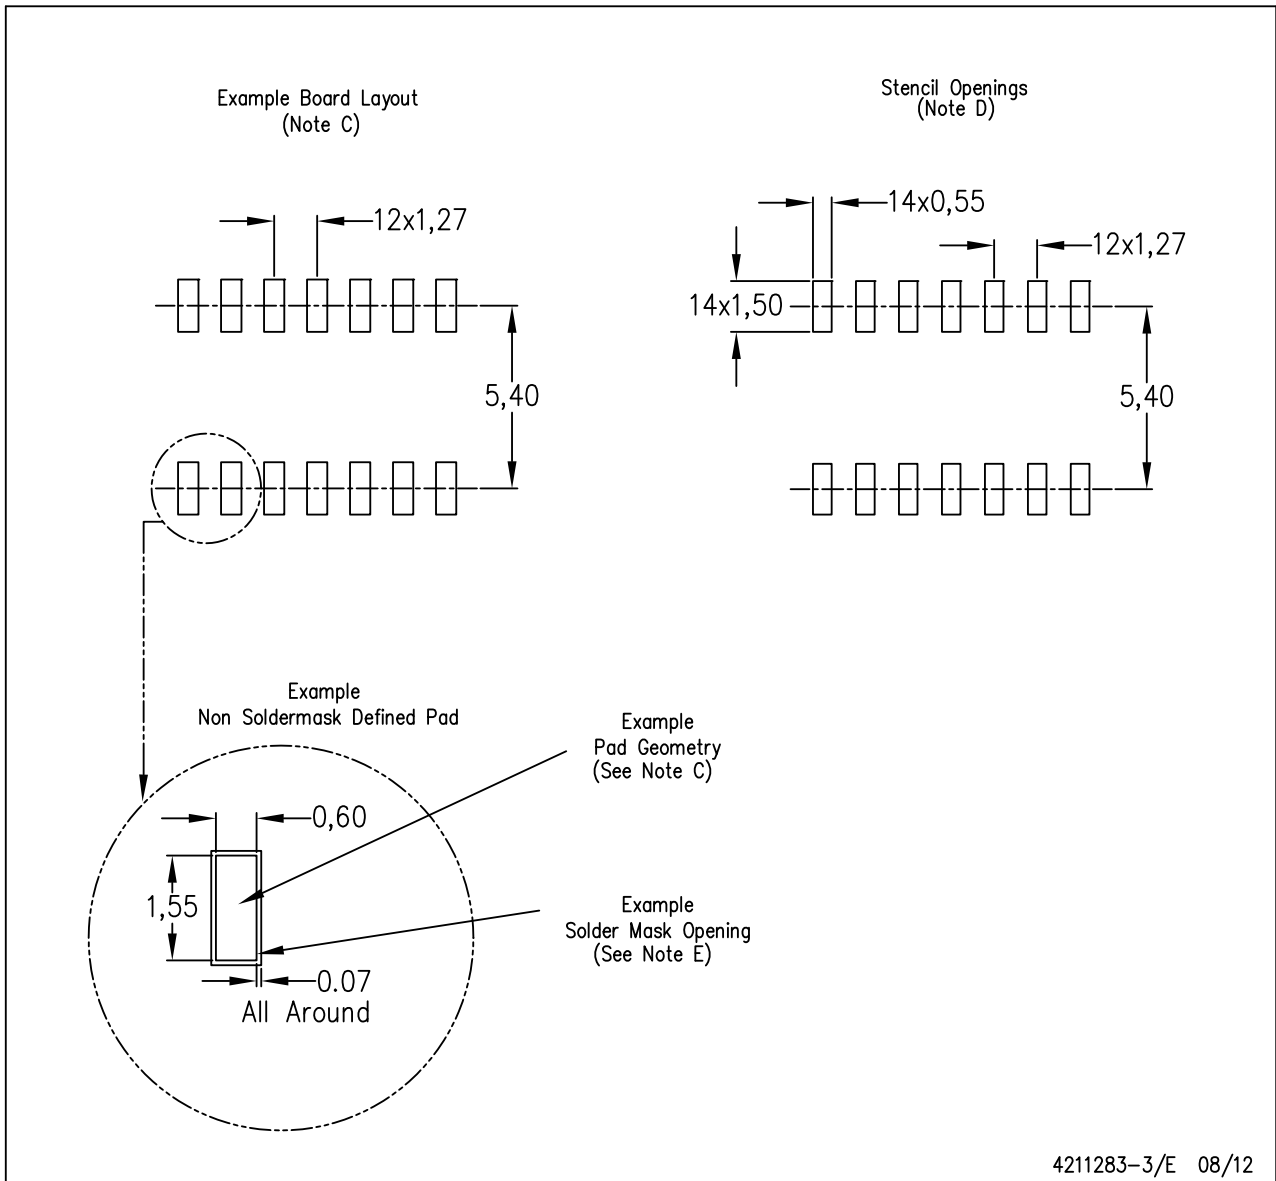 Example Board Layout
(Note C)
Stencil Openings
(Note D)
12x1,27
14x0,55
12x1,27
14x1,50
5,40
5,40
Example
Non Soldermask Defined Pad
Example
Pad Geometry
(See Note C)
0,60
1,55
Example
Solder Mask Opening
(See Note E)
0.07
All Around
4211283-3/E 08/12